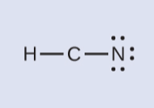 H — C — N